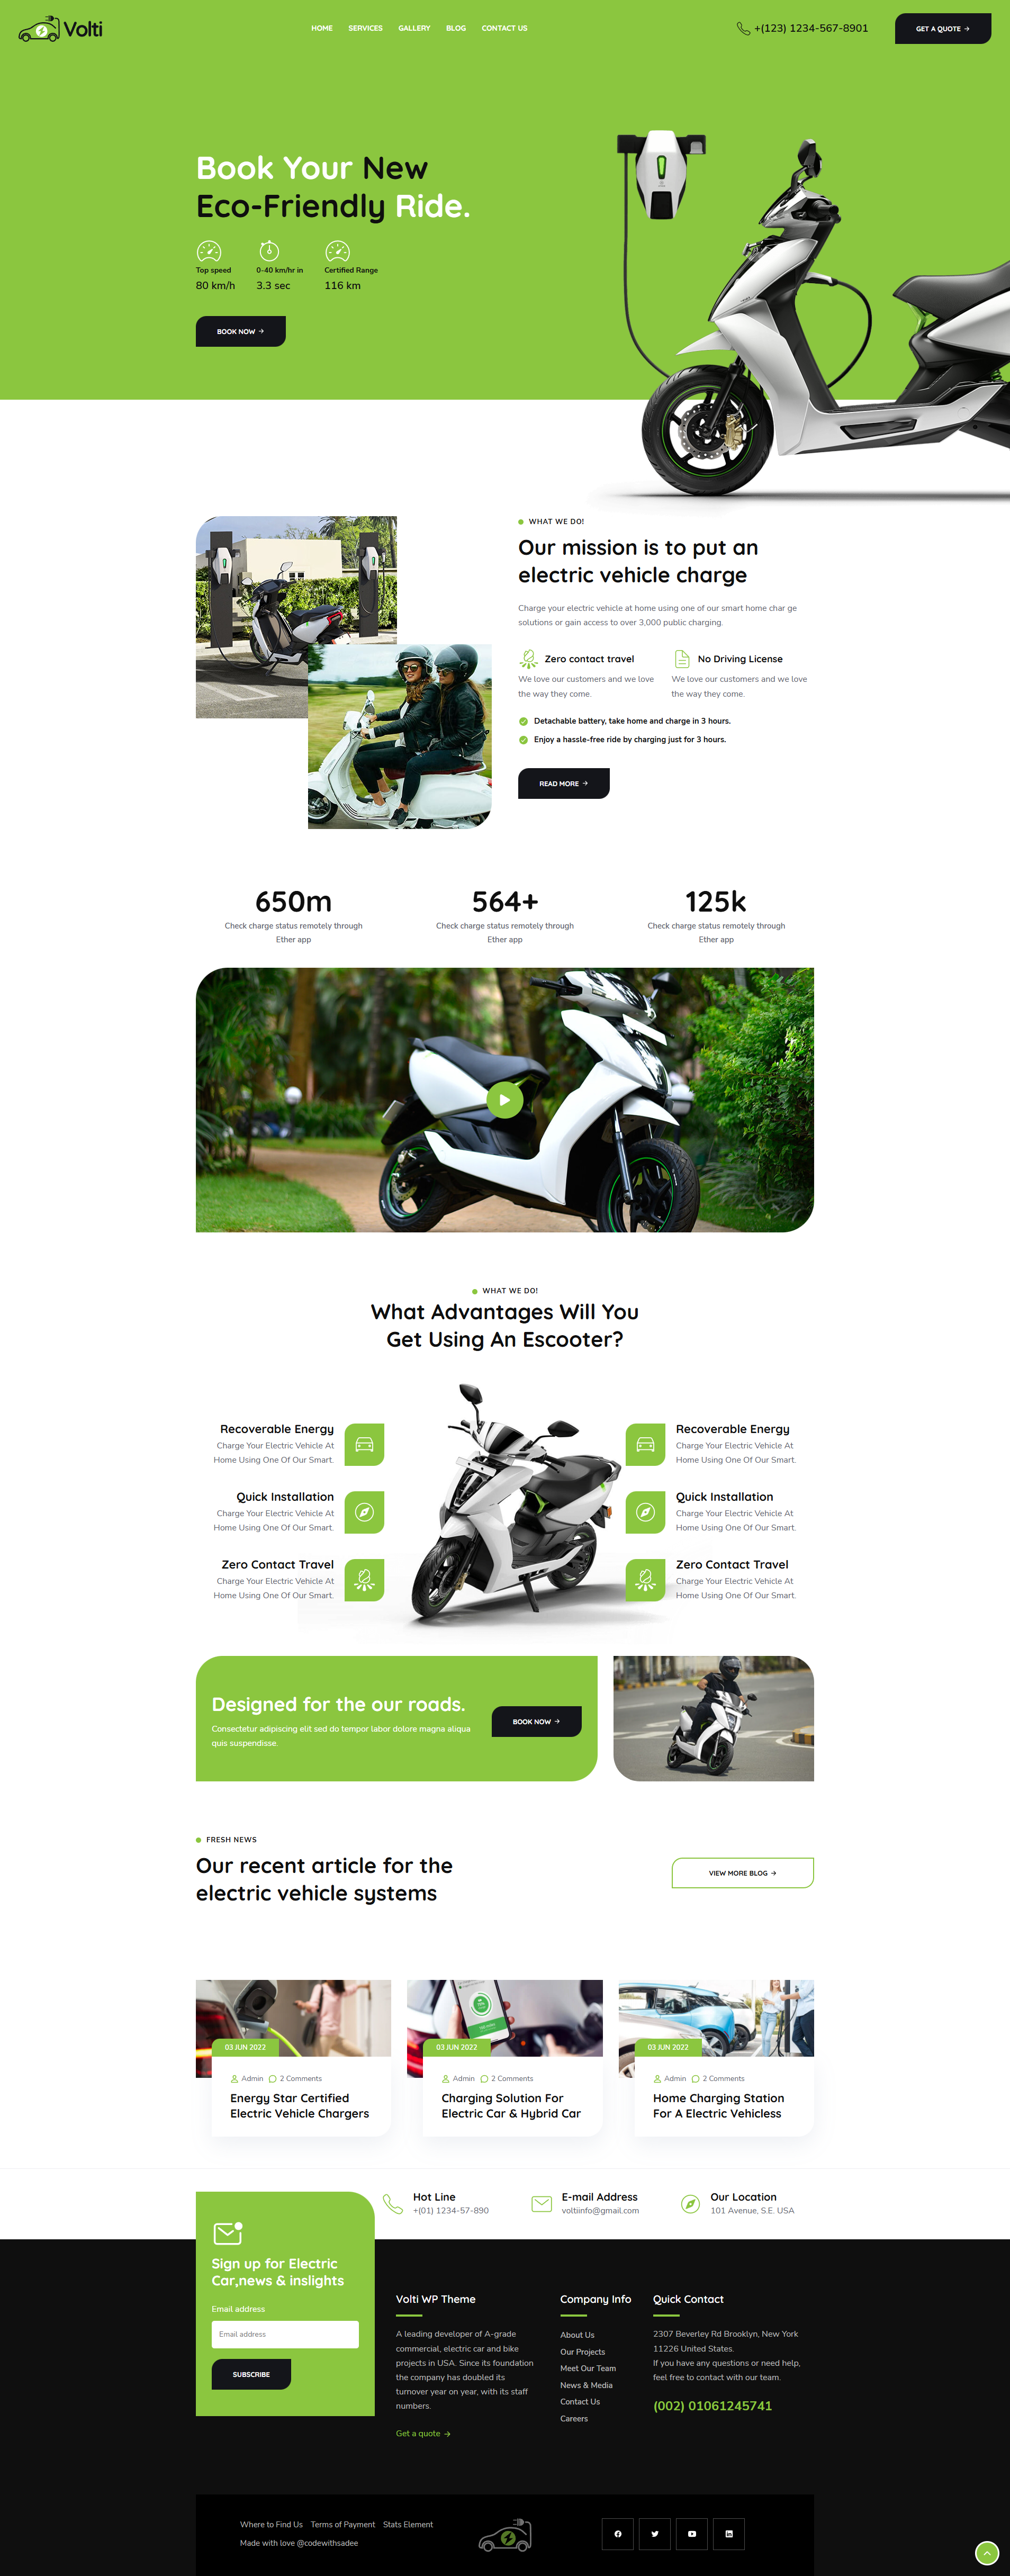 Volti
HOME SERVICES GALLERY BLOG CONTACT US
+(123) 1234-567-8901
GET A QUOTE →
Book Your New
Eco-Friendly Ride.
Top speed
80 km/h
0-40 km/hr in
3.3 sec
Certified Range
116 km
BOOK NOW →
WHAT WE DO!
Our mission is to put an
electric vehicle charge
Charge your electric vehicle at home using one of our smart home char ge
solutions or gain access to over 3,000 public charging.
Zero contact travel
We love our customers and we love
the way they come.
No Driving License
We love our customers and we love
the way they come.
Detachable battery, take home and charge in 3 hours.
Enjoy a hassle-free ride by charging just for 3 hours.
READ MORE →
650m
Check charge status remotely through
Ether app
564+
Check charge status remotely through
Ether app
125k
Check charge status remotely through
Ether app
WHAT WE DO!
What Advantages Will You
Get Using An Escooter?
Recoverable Energy
Charge Your Electric Vehicle At
Home Using One Of Our Smart.
Quick Installation
Charge Your Electric Vehicle At
Home Using One Of Our Smart.
Zero Contact Travel
Charge Your Electric Vehicle At
Home Using One Of Our Smart.
Recoverable Energy
Charge Your Electric Vehicle At
Home Using One Of Our Smart.
Quick Installation
Charge Your Electric Vehicle At
Home Using One Of Our Smart.
Zero Contact Travel
Charge Your Electric Vehicle At
Home Using One Of Our Smart.
Designed for the our roads.
Consectetur adipiscing elit sed do tempor labor dolore magna aliqua
quis suspendisse.
BOOK NOW →
FRESH NEWS
Our recent article for the
electric vehicle systems
VIEW MORE BLOG →
03 JUN 2022
Admin 2 Comments
Energy Star Certified
Electric Vehicle Chargers
03 JUN 2022
Admin 2 Comments
Charging Solution For
Electric Car & Hybrid Car
03 JUN 2022
Admin 2 Comments
Home Charging Station
For A Electric Vehicless
Hot Line
+(01) 1234-57-890
E-mail Address
voltiinfo@gmail.com
Our Location
101 Avenue, S.E. USA
Sign up for Electric
Car,news & inslights
Email address
Email address
SUBSCRIBE
Volti WP Theme
A leading developer of A-grade
commercial, electric car and bike
projects in USA. Since its foundation
the company has doubled its
turnover year on year, with its staff
numbers.
Get a quote →
Company Info
About Us
Our Projects
Meet Our Team
News & Media
Contact Us
Careers
Quick Contact
2307 Beverley Rd Brooklyn, New York
11226 United States.
If you have any questions or need help,
feel free to contact with our team.
(002) 01061245741
Where to Find Us Terms of Payment Stats Element
Made with love @codewithsadee